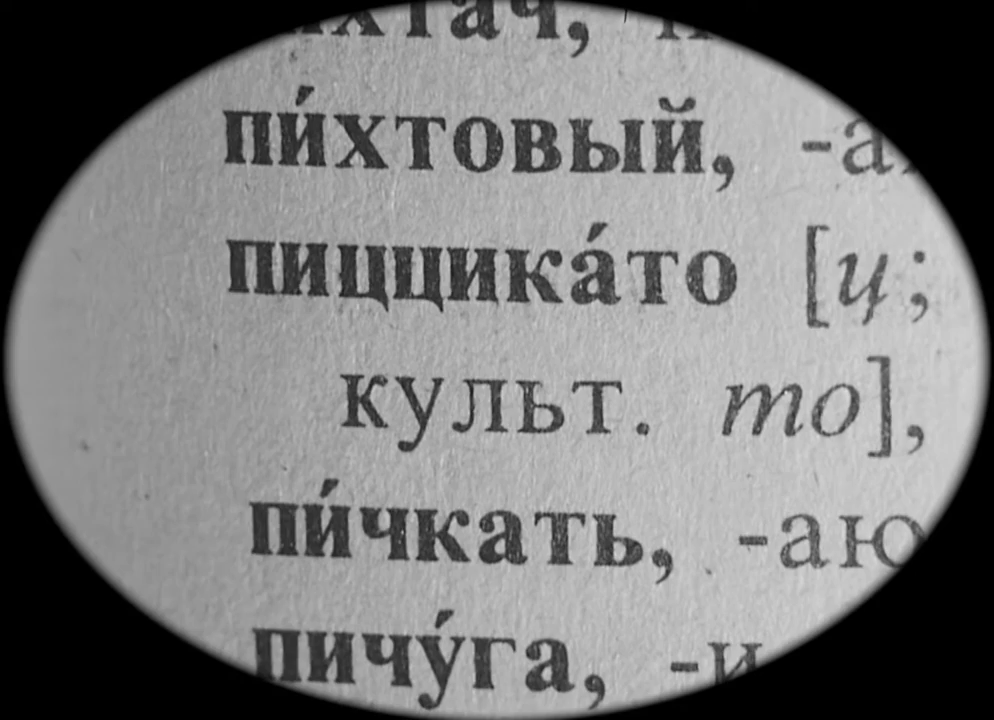 пи́хтовый,
пиццика́то [ц;
культ. то],
пи́чкать, -аю
пичу́га, -и